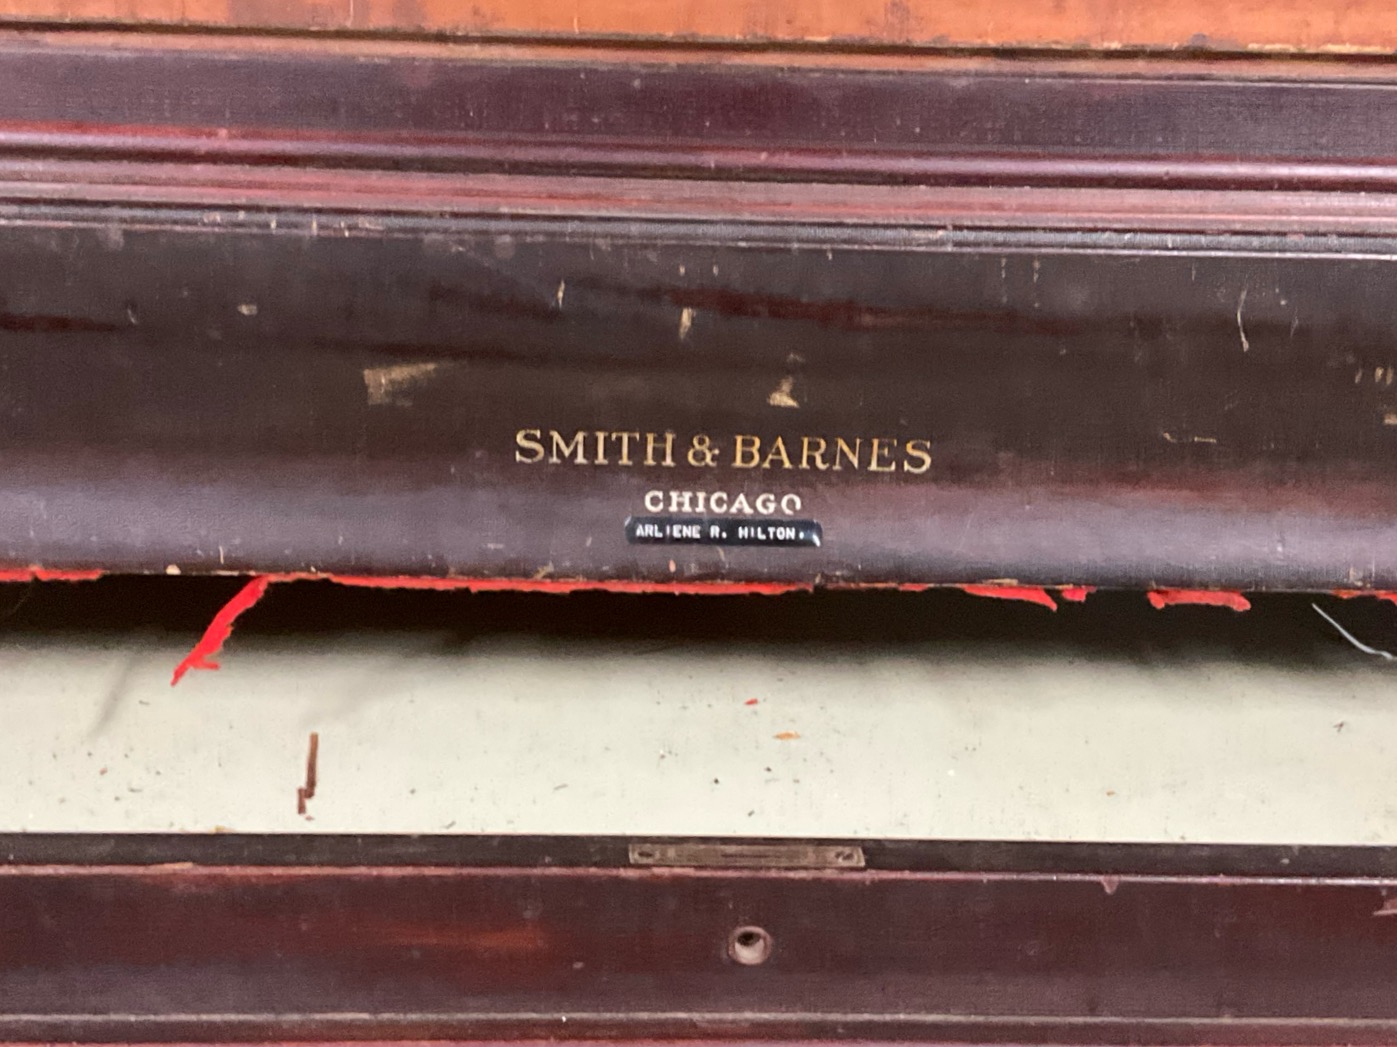 SMITH & BARNES
CHICAGO
ARLIENE R. HILTON.